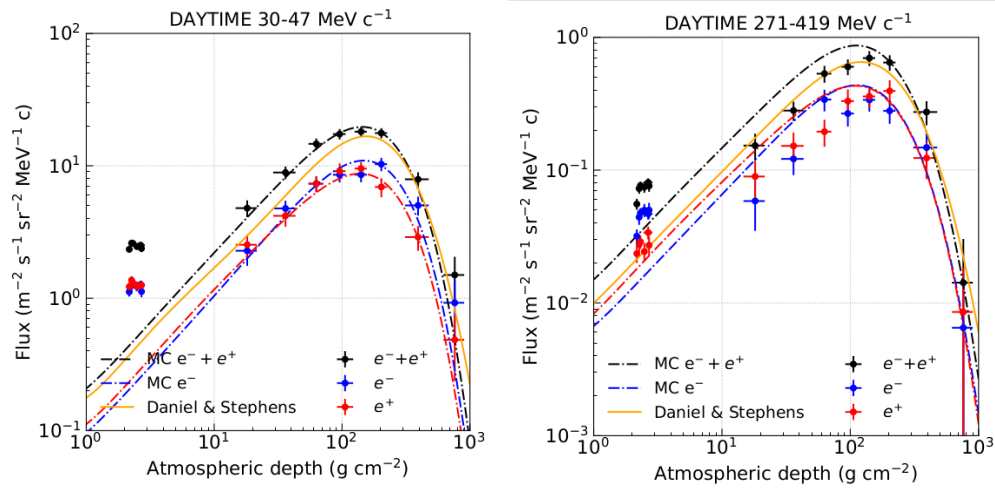 DAYTIME 30-47 MeV c⁻¹
Flux (m⁻² s⁻¹ sr⁻² MeV⁻¹ c)
10²
10¹
10⁰
10⁻¹
MC e⁻ + e⁺
MC e⁻
Daniel & Stephens
e⁻+e⁺
e⁻
e⁺
10⁰ 10¹ 10² 10³
Atmospheric depth (g cm⁻²)
DAYTIME 271-419 MeV c⁻¹
Flux (m⁻² s⁻¹ sr⁻² MeV⁻¹ c)
10⁰
10⁻¹
10⁻²
10⁻³
MC e⁻ + e⁺
MC e⁻
Daniel & Stephens
e⁻+e⁺
e⁻
e⁺
10⁰ 10¹ 10² 10³
Atmospheric depth (g cm⁻²)